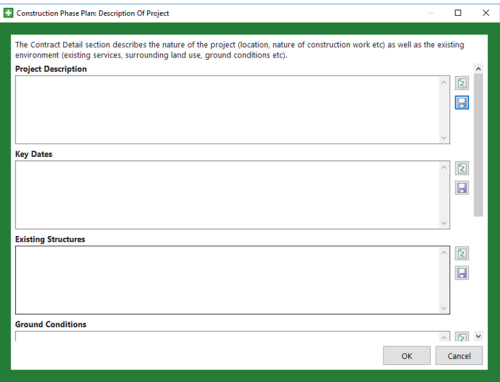 Construction Phase Plan: Description Of Project
The Contract Detail section describes the nature of the project (location, nature of construction work etc) as well as the existing
environment (existing services, surrounding land use, ground conditions etc).
Project Description
Key Dates
Existing Structures
Ground Conditions
OK Cancel